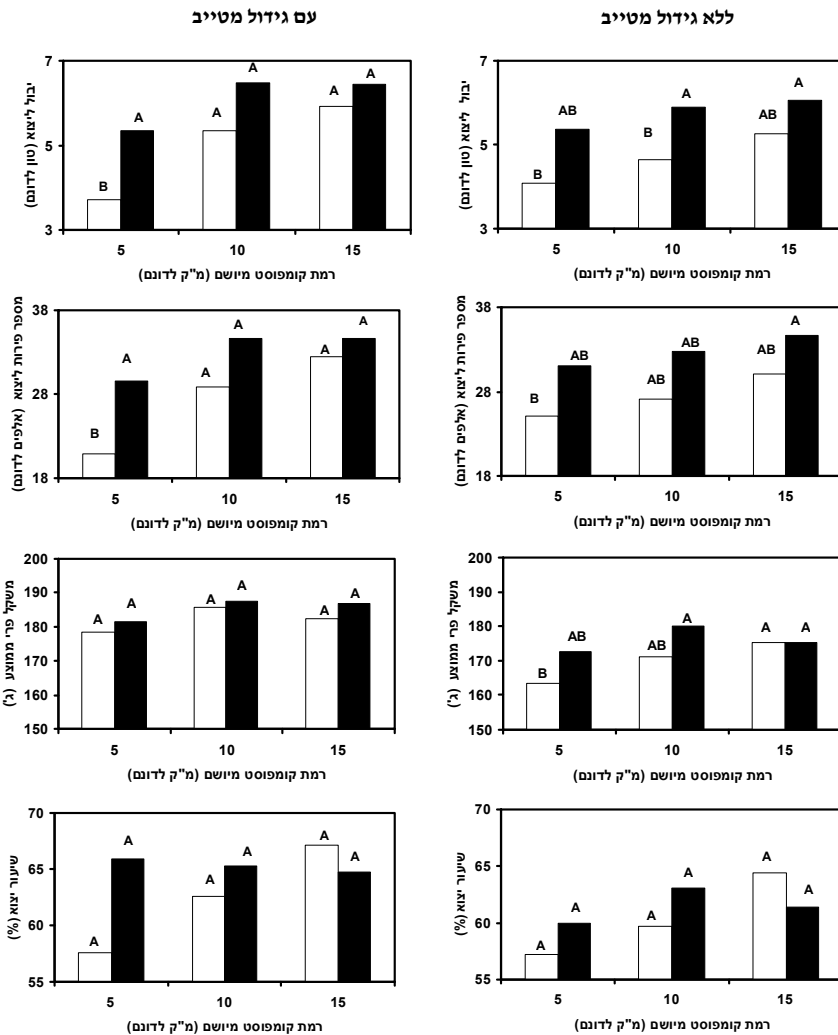 ללא גידול מטייב
עם גידול מטייב
יבול ליצוא (טון לדונם)
7
5
3
B
AB
B
A
AB
A
5
10
15
רמת קומפוסט מיושם (מ"ק לדונם)
יבול ליצוא (טון לדונם)
7
5
3
B
A
A
A
A
A
5
10
15
רמת קומפוסט מיושם (מ"ק לדונם)
מספר פירות ליצוא (אלפים לדונם)
38
28
18
B
AB
AB
AB
AB
A
5
10
15
רמת קומפוסט מיושם (מ"ק לדונם)
מספר פירות ליצוא (אלפים לדונם)
38
28
18
B
A
A
A
A
A
5
10
15
רמת קומפוסט מיושם (מ"ק לדונם)
משקל פרי ממוצע (ג')
200
190
180
170
160
150
B
AB
AB
A
A
A
5
10
15
רמת קומפוסט מיושם (מ"ק לדונם)
משקל פרי ממוצע (ג')
200
190
180
170
160
150
A
A
A
A
A
A
5
10
15
רמת קומפוסט מיושם (מ"ק לדונם)
שיעור יצוא (%)
70
65
60
55
A
A
A
A
A
A
5
10
15
רמת קומפוסט מיושם (מ"ק לדונם)
שיעור יצוא (%)
70
65
60
55
A
A
A
A
A
A
5
10
15
רמת קומפוסט מיושם (מ"ק לדונם)